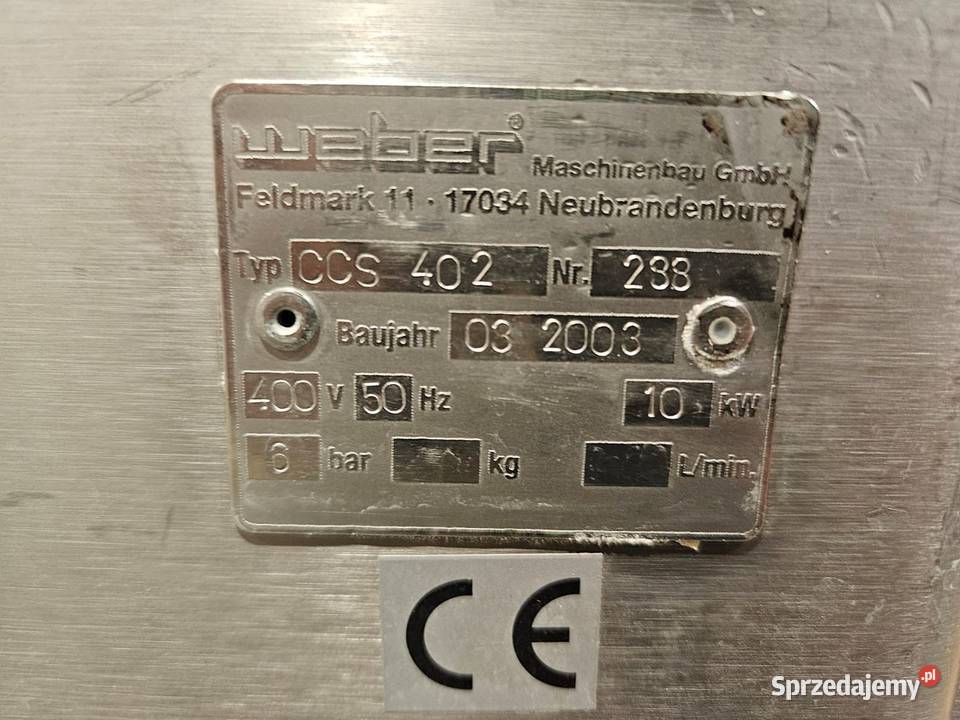 weber®
Maschinenbau GmbH
Feldmark 11 · 17034 Neubrandenburg
Typ CCS 402 Nr. 288
Baujahr 03 2003
400 V 50 Hz 10 kW
6 bar kg L/min.
CE
Sprzedajemy.pl